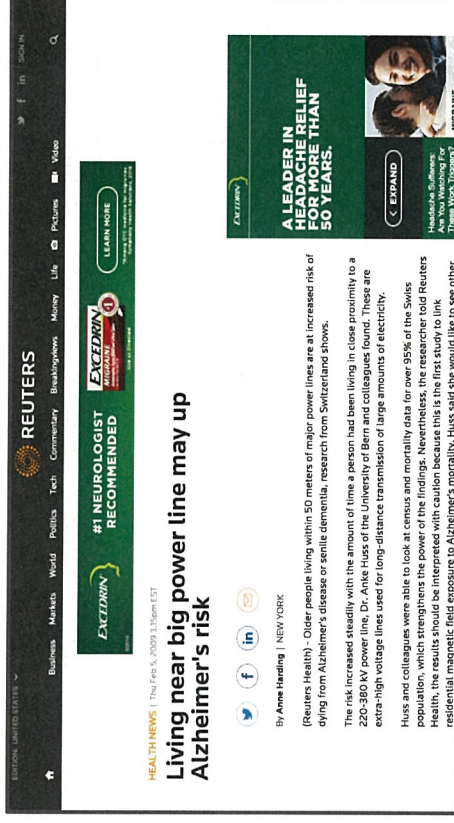 EDITION: UNITED STATES
SIGN IN
REUTERS
Business Markets World Politics Tech Commentary Breakingviews Money Life Pictures Video
EXCEDRIN
#1 NEUROLOGIST
RECOMMENDED
EXCEDRIN
MIGRAINE
#1
Use as Directed
LEARN MORE
HEALTH NEWS | Thu Feb 5, 2009 3:15pm EST
Living near big power line may up
Alzheimer's risk
By Anne Harding | NEW YORK
(Reuters Health) - Older people living within 50 meters of major power lines are at increased risk of
dying from Alzheimer's disease or senile dementia, research from Switzerland shows.
The risk increased steadily with the amount of time a person had been living in close proximity to a
220-380 kV power line, Dr. Anke Huss of the University of Bern and colleagues found. These are
extra-high voltage lines used for long-distance transmission of large amounts of electricity.
Huss and colleagues were able to look at census and mortality data for over 95% of the Swiss
population, which strengthens the power of the findings. Nevertheless, the researcher told Reuters
Health, the results should be interpreted with caution because this is the first study to link
residential magnetic field exposure to Alzheimer's mortality. Huss said she would like to see other
EXCEDRIN
A LEADER IN
HEADACHE RELIEF
FOR MORE THAN
50 YEARS.
< EXPAND
Headache Sufferers:
Are You Watching For
These Work Triggers?
MIGRAINE